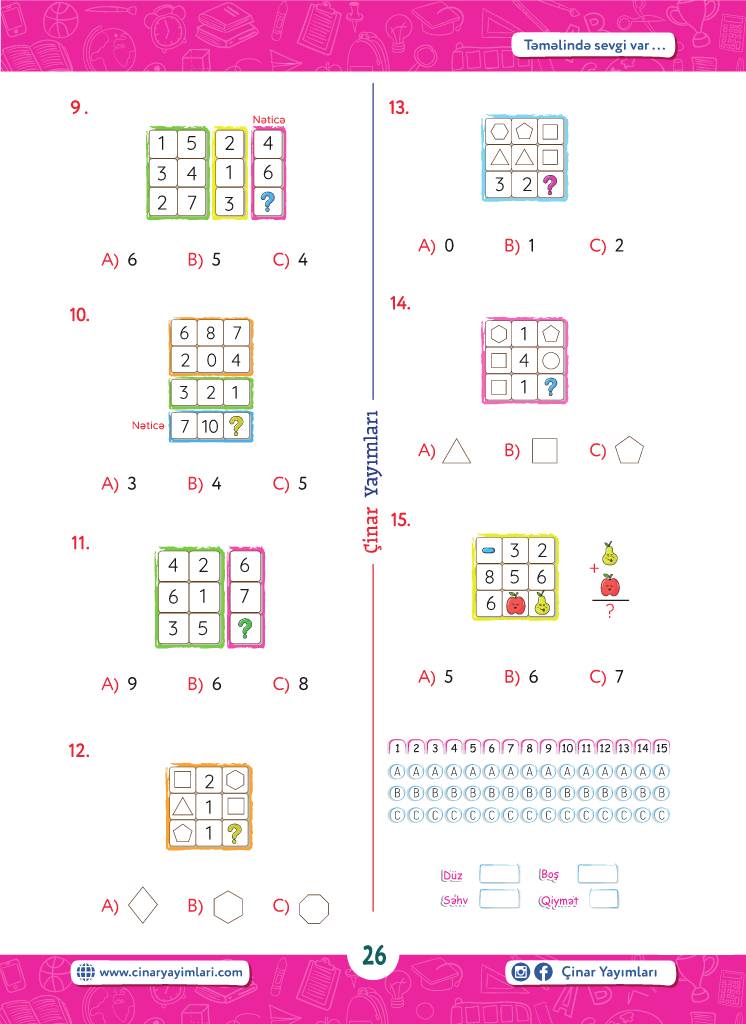 Təməlində sevgi var ...
9.
Nəticə
1 5 2 4
3 4 1 6
2 7 3 ?
A) 6 B) 5 C) 4
10.
6 8 7
2 0 4
3 2 1
Nəticə 7 10 ?
A) 3 B) 4 C) 5
11.
4 2 6
6 1 7
3 5 ?
A) 9 B) 6 C) 8
12.
2
1
1 ?
A) B) C)
Çinar Yayımları
13.
3 2 ?
A) 0 B) 1 C) 2
14.
1
4
1 ?
A) B) C)
15.
- 3 2
8 5 6
6
+
?
A) 5 B) 6 C) 7
1 2 3 4 5 6 7 8 9 10 11 12 13 14 15
A A A A A A A A A A A A A A A
B B B B B B B B B B B B B B B
C C C C C C C C C C C C C C C
Düz Boş
Səhv Qiymət
26
www.cinaryayimlari.com
Çinar Yayımları